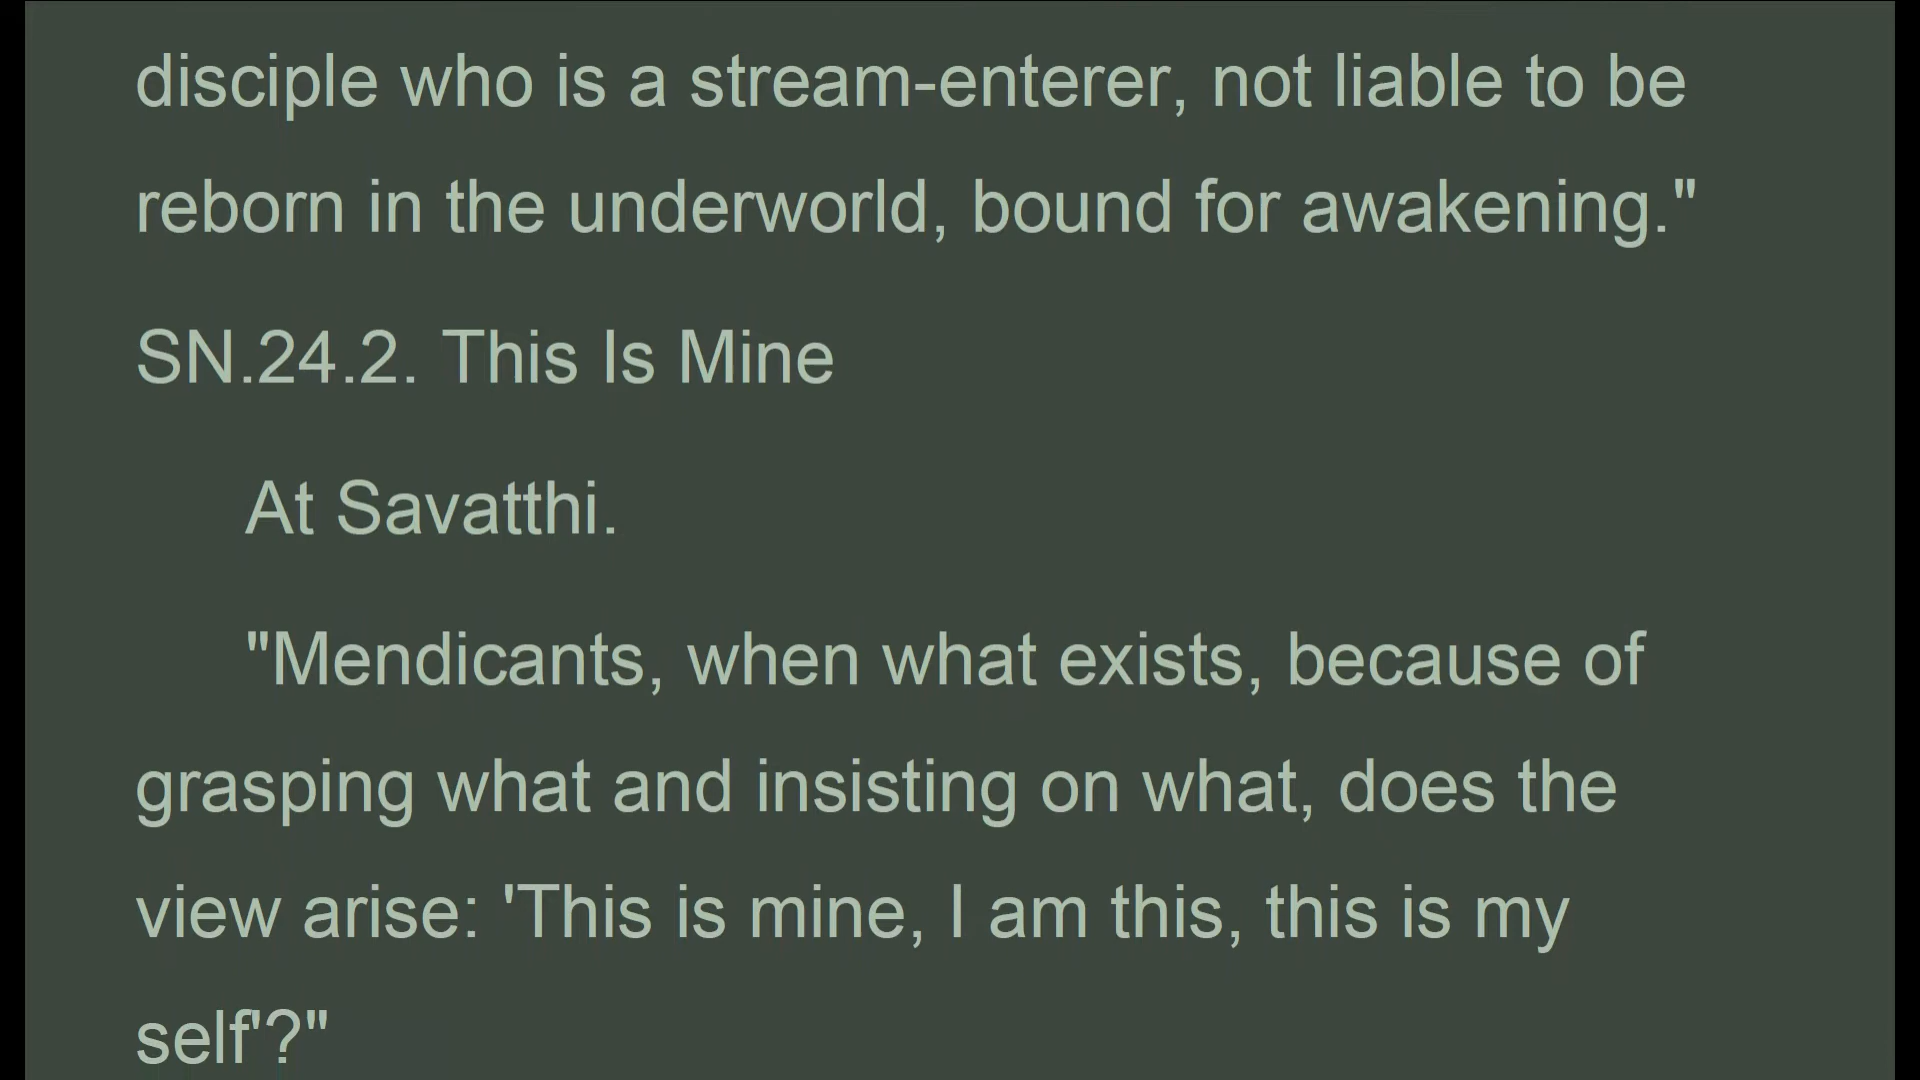 disciple who is a stream-enterer, not liable to be
reborn in the underworld, bound for awakening."
SN.24.2. This Is Mine
At Savatthi.
"Mendicants, when what exists, because of
grasping what and insisting on what, does the
view arise: 'This is mine, I am this, this is my
self'?"